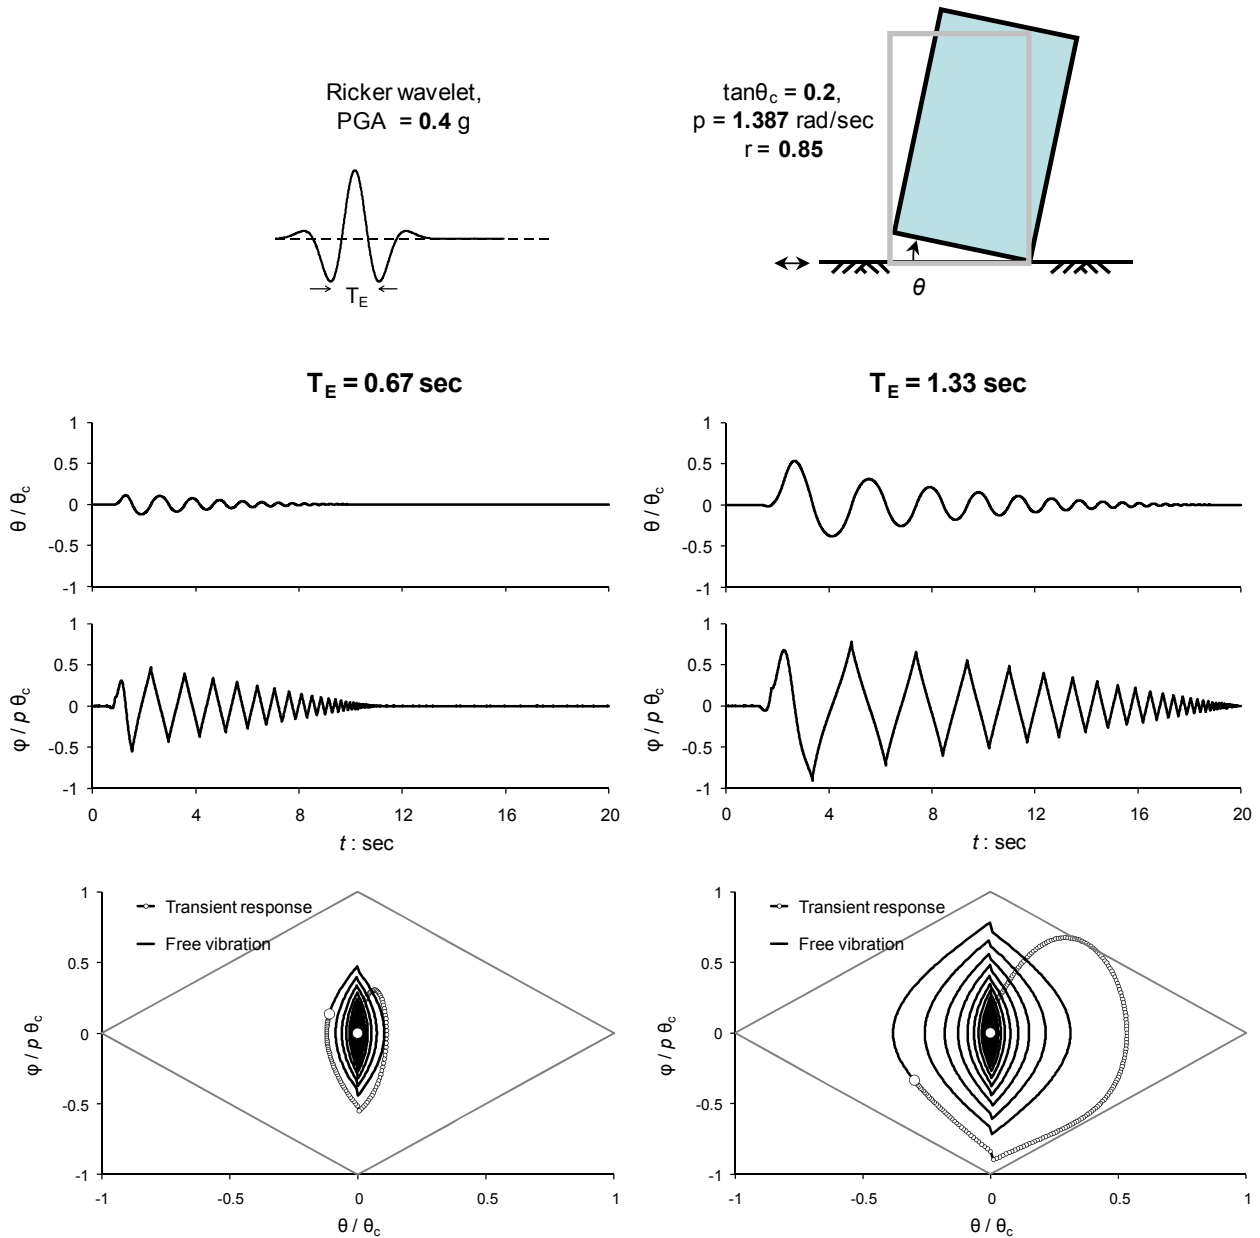 Ricker wavelet,
PGA = 0.4 g
T_E
tanθ_c = 0.2,
p = 1.387 rad/sec
r = 0.85
θ
T_E = 0.67 sec
1
0.5
0
-0.5
-1
θ / θ_c
1
0.5
0
-0.5
-1
φ / p θ_c
0 4 8 12 16 20
t : sec
1
0.5
0
-0.5
-1
φ / p θ_c
Transient response
Free vibration
-1 -0.5 0 0.5 1
θ / θ_c
T_E = 1.33 sec
1
0.5
0
-0.5
-1
θ / θ_c
1
0.5
0
-0.5
-1
φ / p θ_c
0 4 8 12 16 20
t : sec
1
0.5
0
-0.5
-1
φ / p θ_c
Transient response
Free vibration
-1 -0.5 0 0.5 1
θ / θ_c